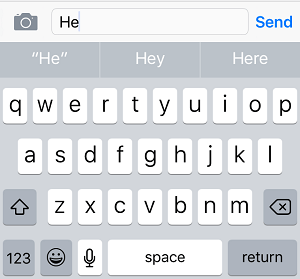 He Send
“He” Hey Here
q w e r t y u i o p
a s d f g h j k l
z x c v b n m
123 space return